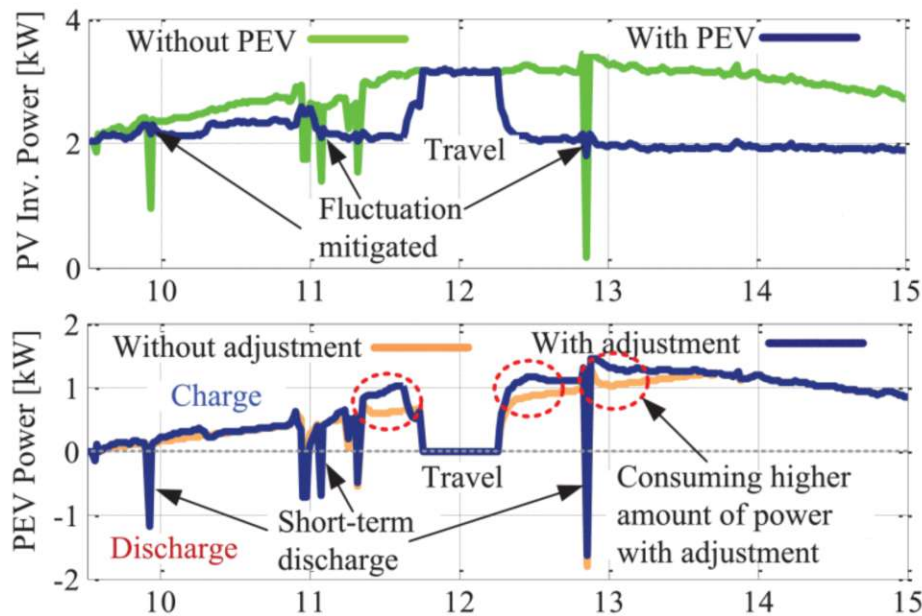 4
Without PEV
With PEV
PV Inv. Power [kW]
2
Travel
Fluctuation
mitigated
0
10 11 12 13 14 15
2
Without adjustment
With adjustment
PEV Power [kW]
1
Charge
0
Travel
Consuming higher
amount of power
with adjustment
Short-term
discharge
-1
Discharge
-2
10 11 12 13 14 15